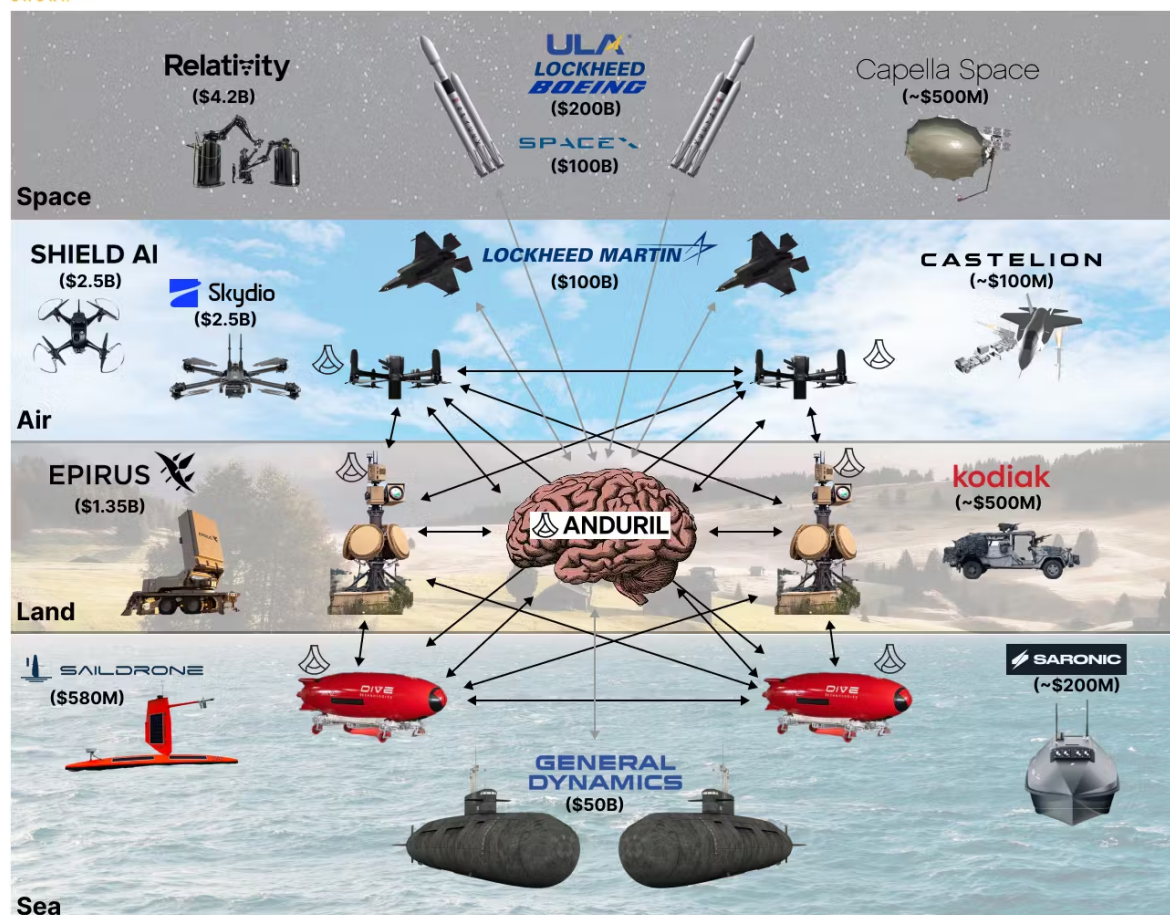 Relativity
($4.2B)
ULA
LOCKHEED
BOEING
($200B)
SPACEX
($100B)
Capella Space
(~$500M)
Space
SHIELD AI
($2.5B)
Skydio
($2.5B)
LOCKHEED MARTIN
($100B)
CASTELION
(~$100M)
Air
EPIRUS
($1.35B)
ANDURIL
kodiak
(~$500M)
Land
SAILDRONE
($580M)
DIVE
DIVE
SARONIC
(~$200M)
GENERAL
DYNAMICS
($50B)
Sea